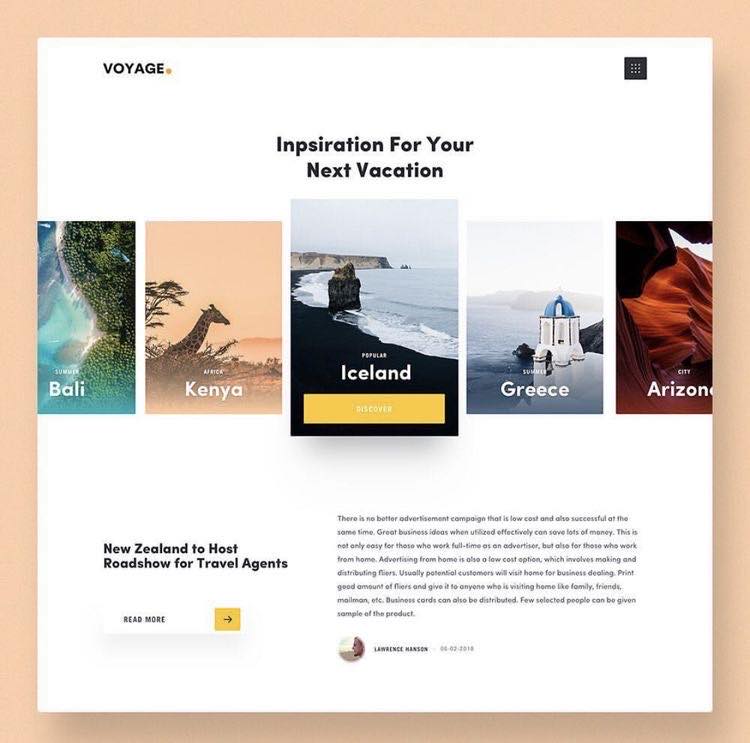 VOYAGE.
Inpsiration For Your
Next Vacation
SUMMER
Bali
AFRICA
Kenya
POPULAR
Iceland
DISCOVER
SUMMER
Greece
CITY
Arizon
New Zealand to Host
Roadshow for Travel Agents
READ MORE
There is no better advertisement campaign that is low cost and also successful at the
same time. Great business ideas when utilized effectively can save lots of money. This is
not only easy for those who work full-time as an advertiser, but also for those who work
from home. Advertising from home is also a low cost option, which involves making and
distributing fliers. Usually potential customers will visit home for business dealing. Print
good amount of fliers and give it to anyone who is visiting home like family, friends,
mailman, etc. Business cards can also be distributed. Few selected people can be given
sample of the product.
LAWRENCE HANSON - 05-02-2018